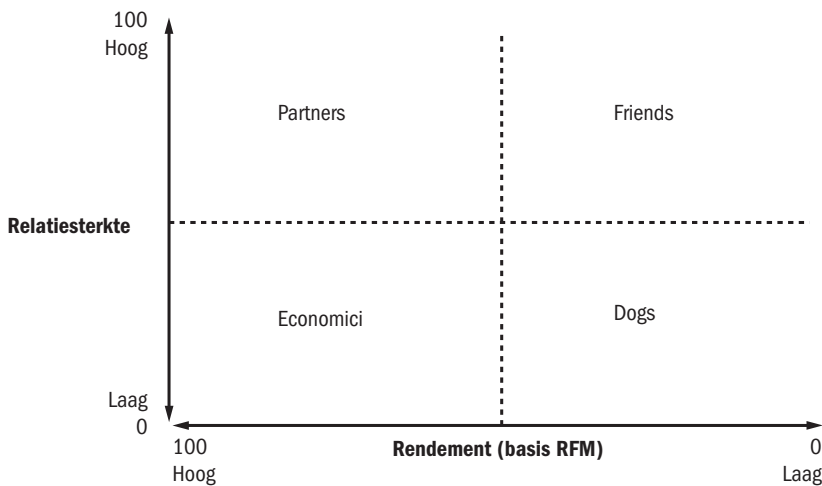 100
Hoog
Partners
Friends
Relatiesterkte
Economici
Dogs
Laag
0
100
Hoog
Rendement (basis RFM)
0
Laag